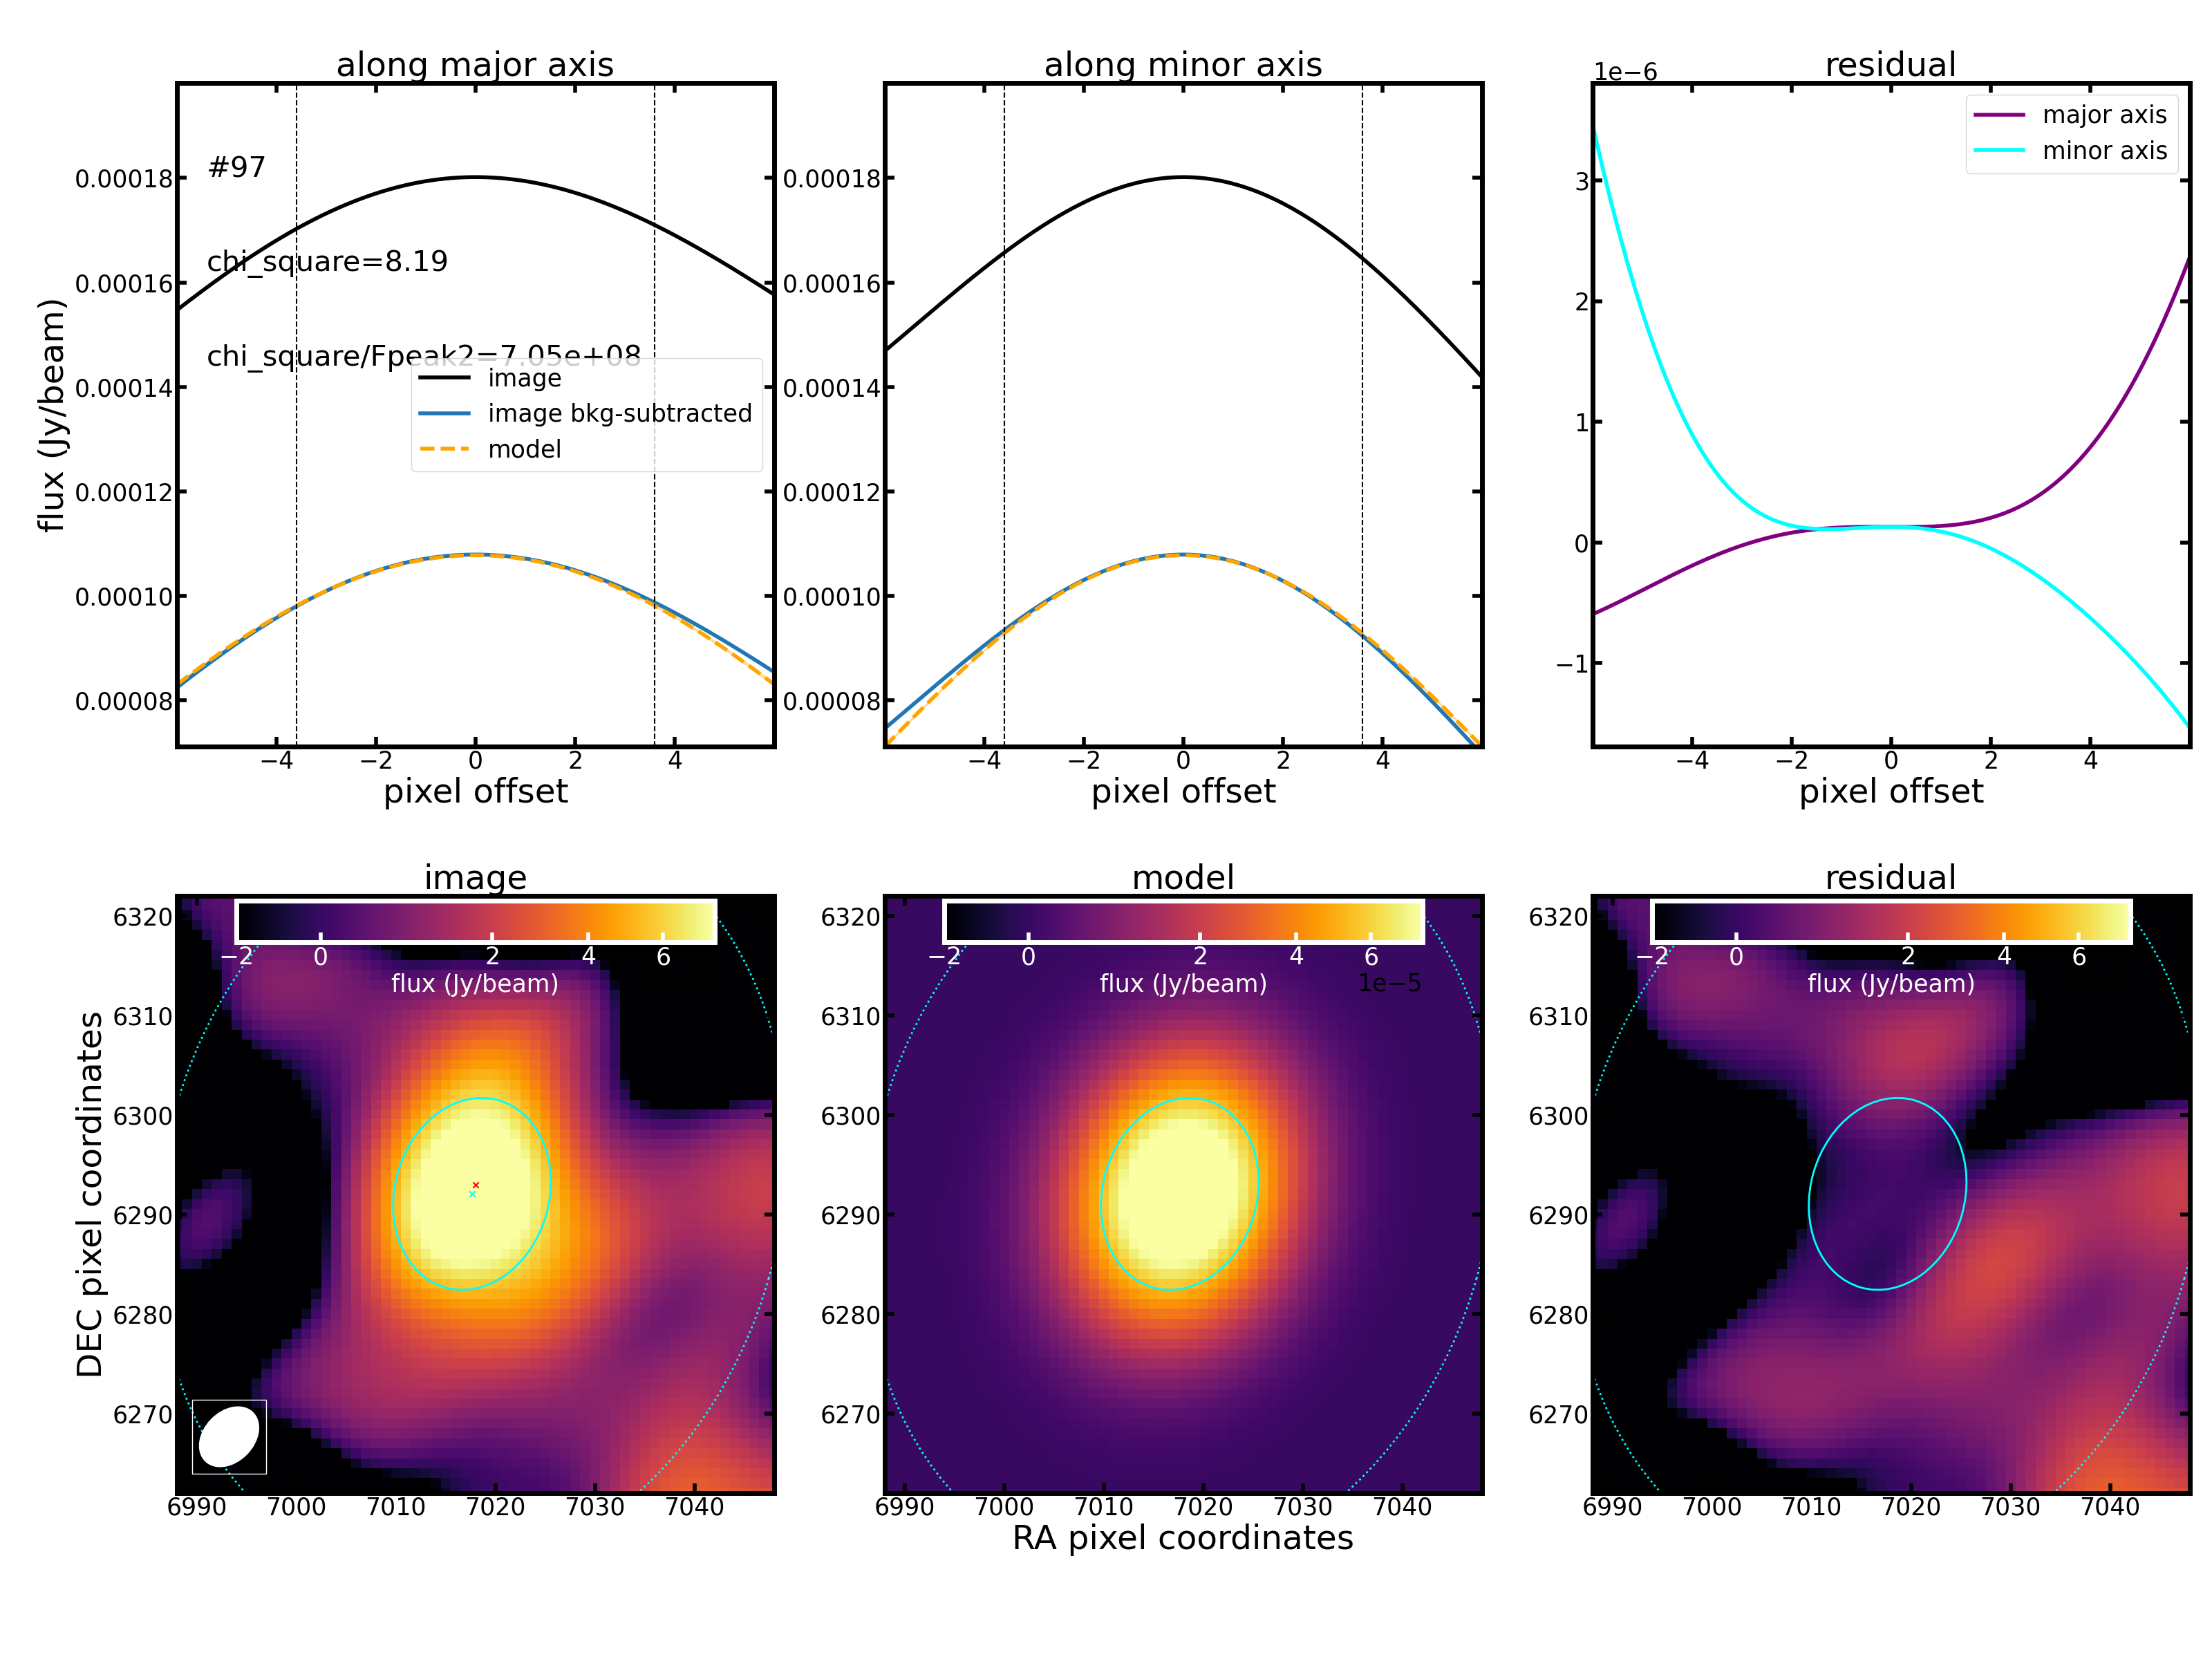 along major axis
along minor axis
residual
1e−6
#97
chi_square=8.19
chi_square/Fpeak2=7.05e+08
image
image bkg-subtracted
model
major axis
minor axis
0.00018
0.00016
0.00014
0.00012
0.00010
0.00008
0.00018
0.00016
0.00014
0.00012
0.00010
0.00008
3
2
1
0
−1
flux (Jy/beam)
−4 −2 0 2 4
−4 −2 0 2 4
−4 −2 0 2 4
pixel offset
pixel offset
pixel offset
image
model
residual
−2 0 2 4 6
flux (Jy/beam)
−2 0 2 4 6
flux (Jy/beam)
1e−5
−2 0 2 4 6
flux (Jy/beam)
6320
6310
6300
6290
6280
6270
6320
6310
6300
6290
6280
6270
6320
6310
6300
6290
6280
6270
DEC pixel coordinates
6990 7000 7010 7020 7030 7040
6990 7000 7010 7020 7030 7040
6990 7000 7010 7020 7030 7040
RA pixel coordinates